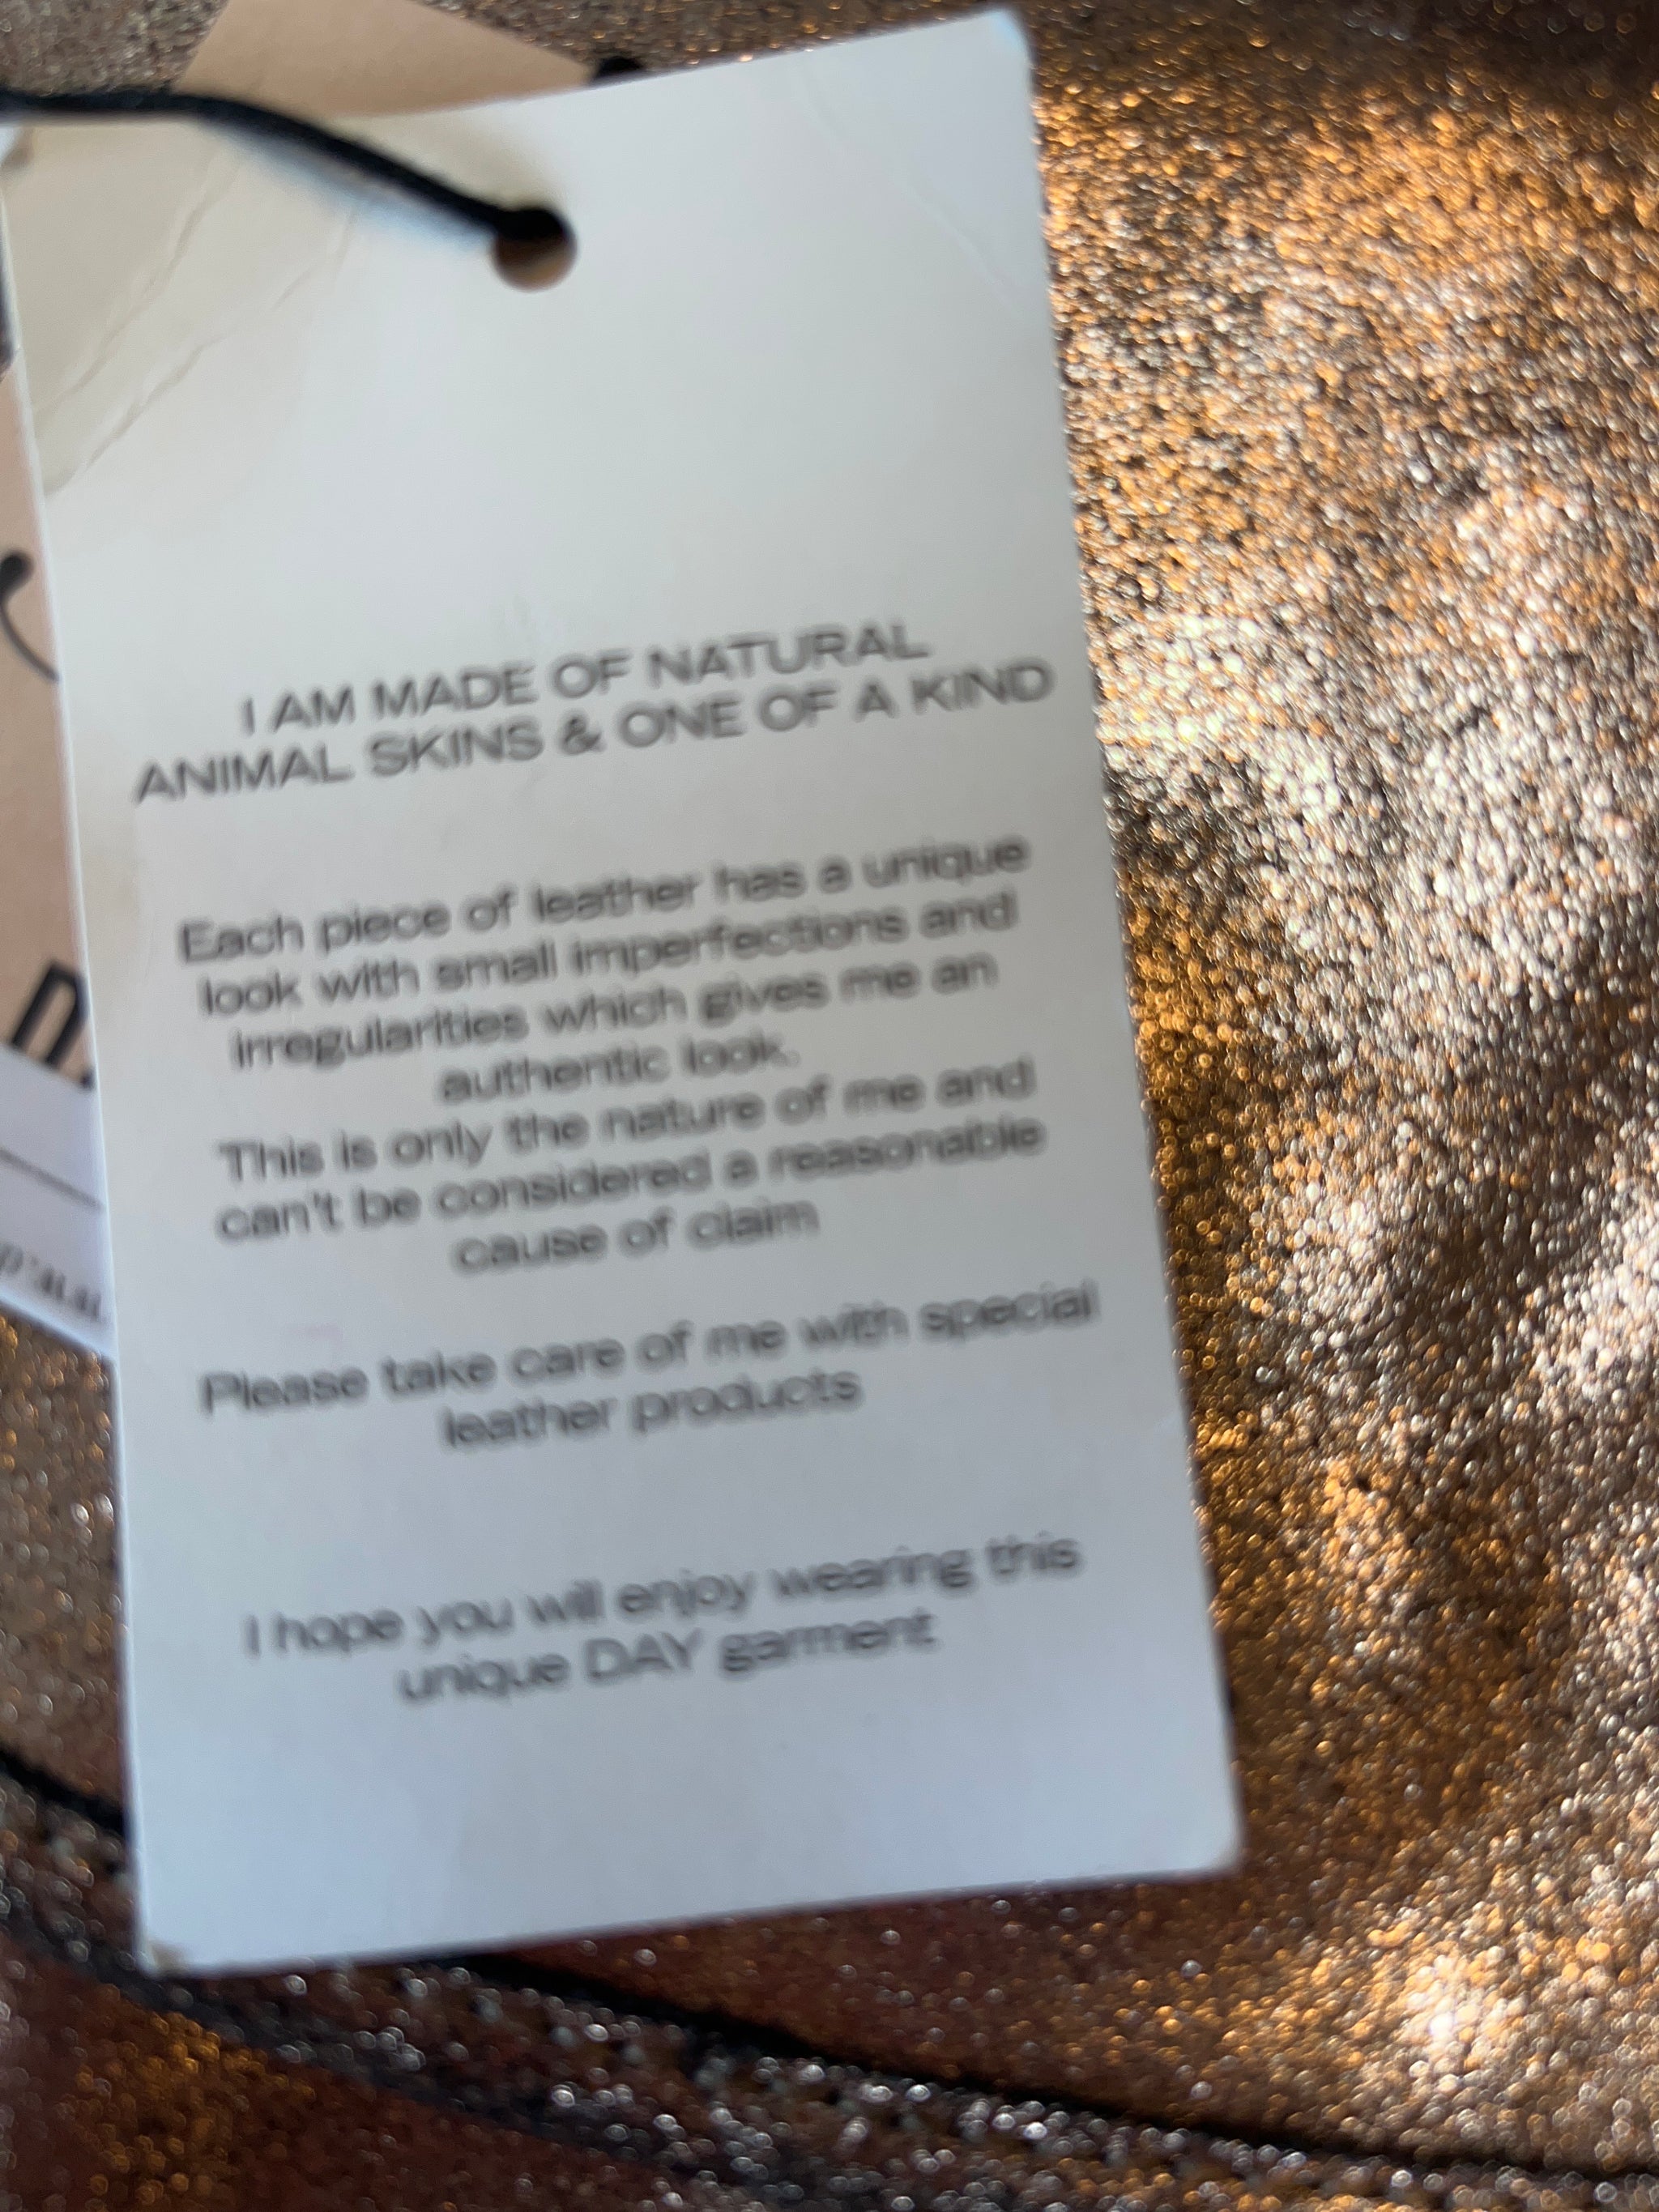 I AM MADE OF NATURAL
ANIMAL SKINS & ONE OF A KIND
Each piece of leather has a unique
look with small imperfections and
irregularities which gives me an
authentic look.
This is only the nature of me and
can't be considered a reasonable
cause of claim
Please take care of me with special
leather products
I hope you will enjoy wearing this
unique DAY garment